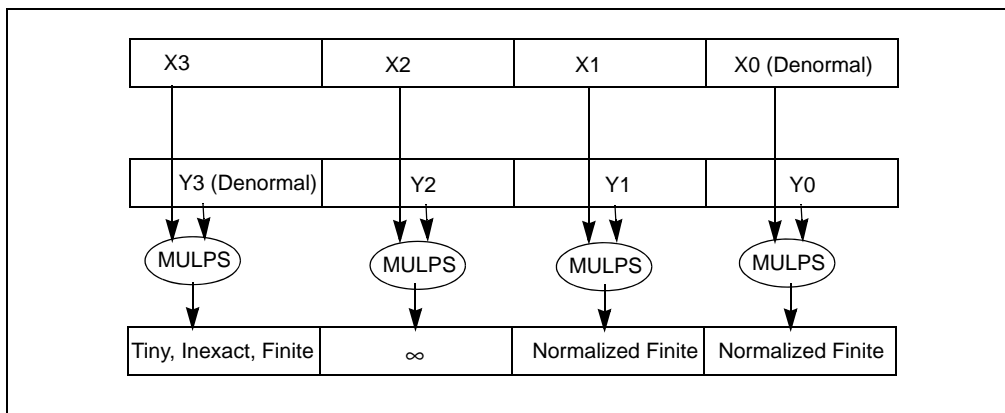 X3 X2 X1 X0 (Denormal)
Y3 (Denormal) Y2 Y1 Y0
MULPS MULPS MULPS MULPS
Tiny, Inexact, Finite ∞ Normalized Finite Normalized Finite